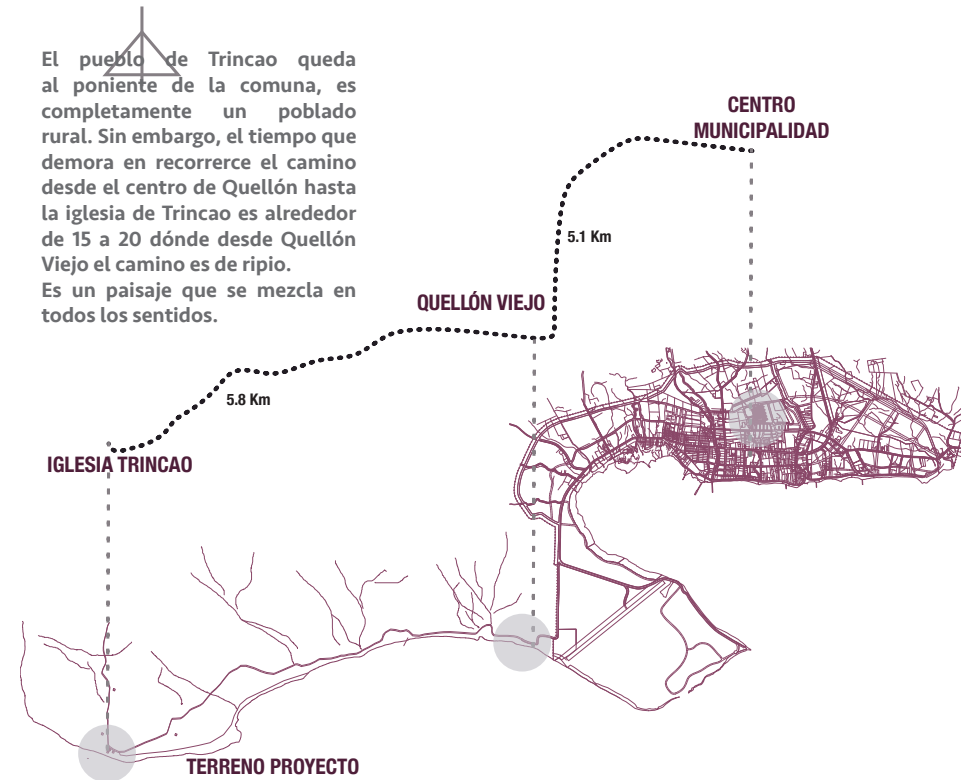 El pueblo de Trincao queda
al poniente de la comuna, es
completamente un poblado
rural. Sin embargo, el tiempo que
demora en recorrerce el camino
desde el centro de Quellón hasta
la iglesia de Trincao es alrededor
de 15 a 20 dónde desde Quellón
Viejo el camino es de ripio.
Es un paisaje que se mezcla en
todos los sentidos.
CENTRO
MUNICIPALIDAD
5.1 Km
QUELLÓN VIEJO
5.8 Km
IGLESIA TRINCAO
TERRENO PROYECTO